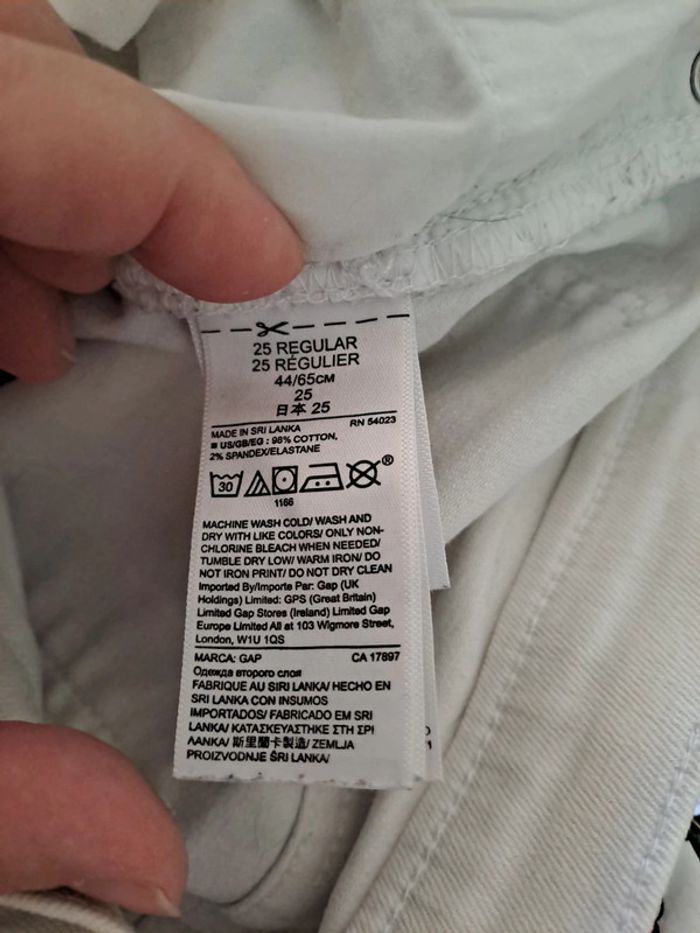 25 REGULAR
25 RÉGULIER
44/65CM
25
日本 25
MADE IN SRI LANKA RN 54023
■ US/GB/EG : 98% COTTON,
2% SPANDEX/ELASTANE
30 ®
1166
MACHINE WASH COLD/ WASH AND
DRY WITH LIKE COLORS/ ONLY NON-
CHLORINE BLEACH WHEN NEEDED/
TUMBLE DRY LOW/ WARM IRON/ DO
NOT IRON PRINT/ DO NOT DRY CLEAN
Imported By/Importe Par: Gap (UK
Holdings) Limited: GPS (Great Britain)
Limited Gap Stores (Ireland) Limited Gap
Europe Limited All at 103 Wigmore Street,
London, W1U 1QS
MARCA: GAP CA 17897
Одежда второго слоя
FABRIQUE AU SIRI LANKA/ HECHO EN
SRI LANKA CON INSUMOS
IMPORTADOS/ FABRICADO EM SRI
LANKA/ ΚΑΤΑΣΚΕΥΑΣΤΗΚΕ ΣΤΗ ΣΡΙ
ΛΑΝΚΑ/ 斯里蘭卡製造/ ZEMLJA
PROIZVODNJE ŠRI LANKA/